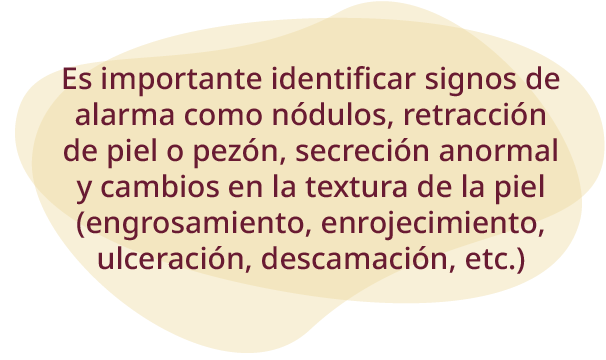 Es importante identificar signos de
alarma como nódulos, retracción
de piel o pezón, secreción anormal
y cambios en la textura de la piel
(engrosamiento, enrojecimiento,
ulceración, descamación, etc.)